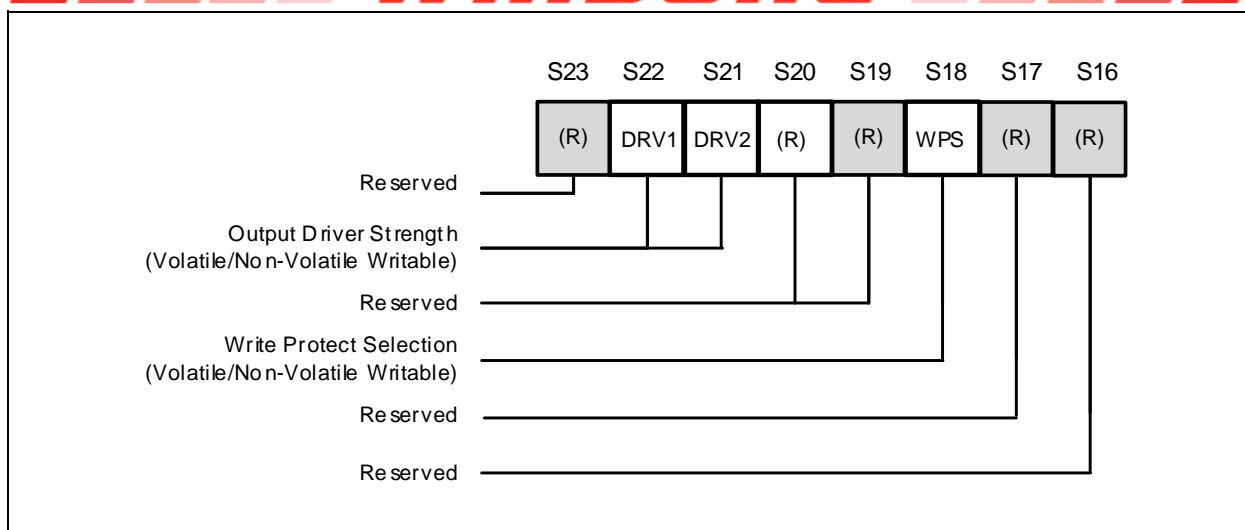 S23 S22 S21 S20 S19 S18 S17 S16
(R) DRV1 DRV2 (R) (R) WPS (R) (R)
Reserved
Output Driver Strength
(Volatile/Non-Volatile Writable)
Reserved
Write Protect Selection
(Volatile/Non-Volatile Writable)
Reserved
Reserved